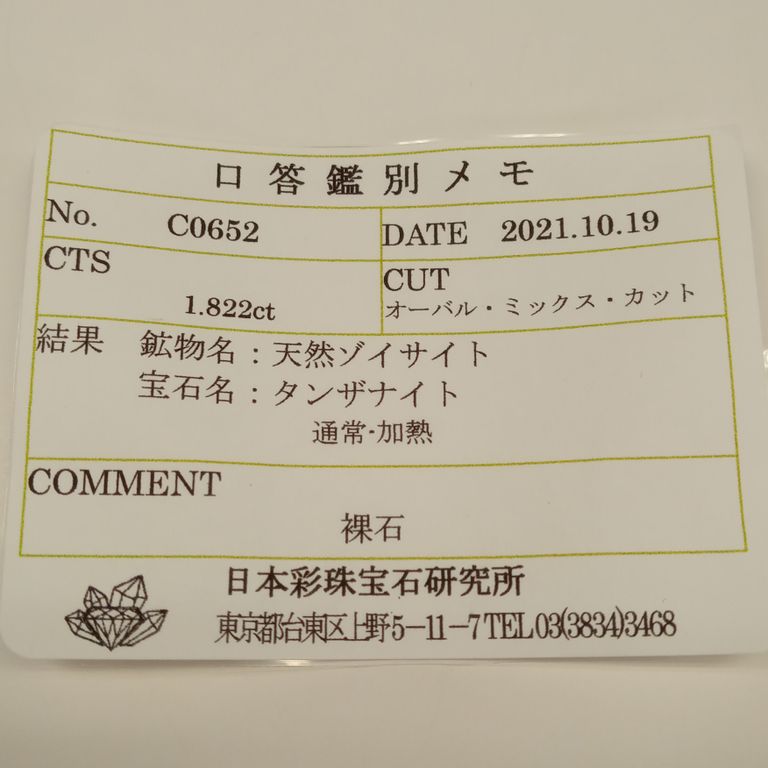 口答鑑別メモ
No. C0652 DATE 2021.10.19
CTS 1.822ct
CUT オーバル・ミックス・カット
結果 鉱物名：天然ゾイサイト
宝石名：タンザナイト
通常・加熱
COMMENT
裸石
日本彩珠宝石研究所
東京都台東区上野5－11－7 TEL 03(3834)3468